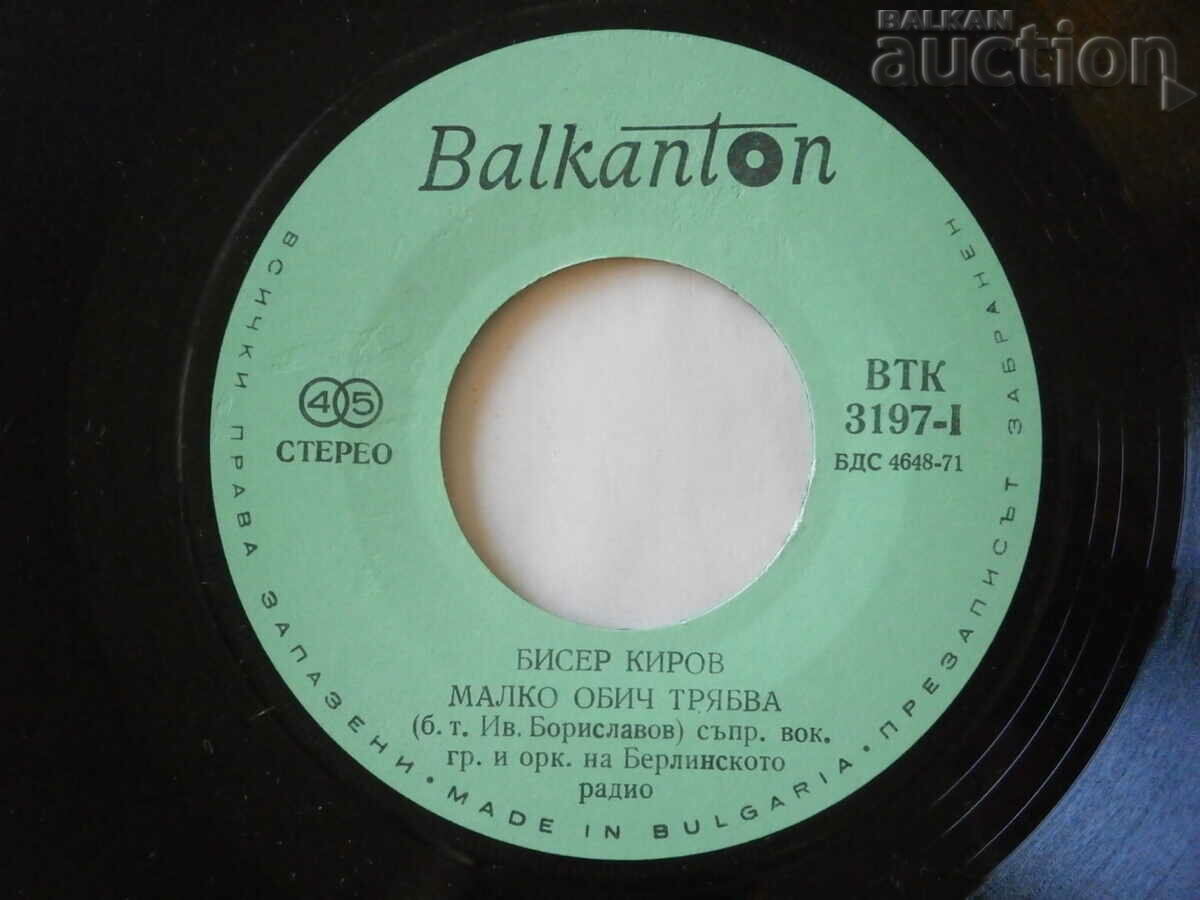 BALKAN
auction
Balkanton
45
СТЕРЕО
ВТК
3197-I
БДС 4648-71
БИСЕР КИРОВ
МАЛКО ОБИЧ ТРЯБВА
(б. т. Ив. Бориславов) съпр. вок.
гр. и орк. на Берлинското
радио
ВСИЧКИ ПРАВА ЗАПАЗЕНИ • MADE IN BULGARIA • ПРЕЗАПИСЪТ ЗАБРАНЕН